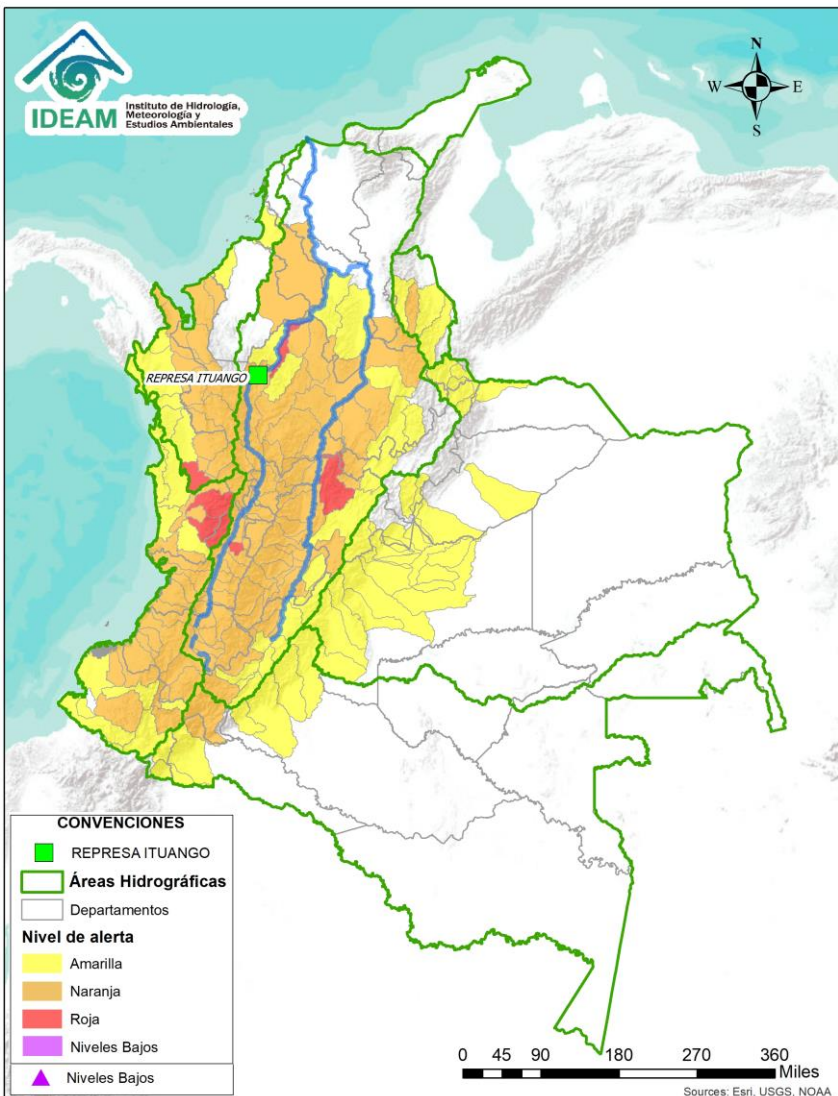 IDEAM
Instituto de Hidrología,
Meteorología y
Estudios Ambientales
N
W
E
S
REPRESA ITUANGO
CONVENCIONES
REPRESA ITUANGO
Áreas Hidrográficas
Departamentos
Nivel de alerta
Amarilla
Naranja
Roja
Niveles Bajos
Niveles Bajos
0 45 90 180 270 360
Miles
Sources: Esri, USGS, NOAA